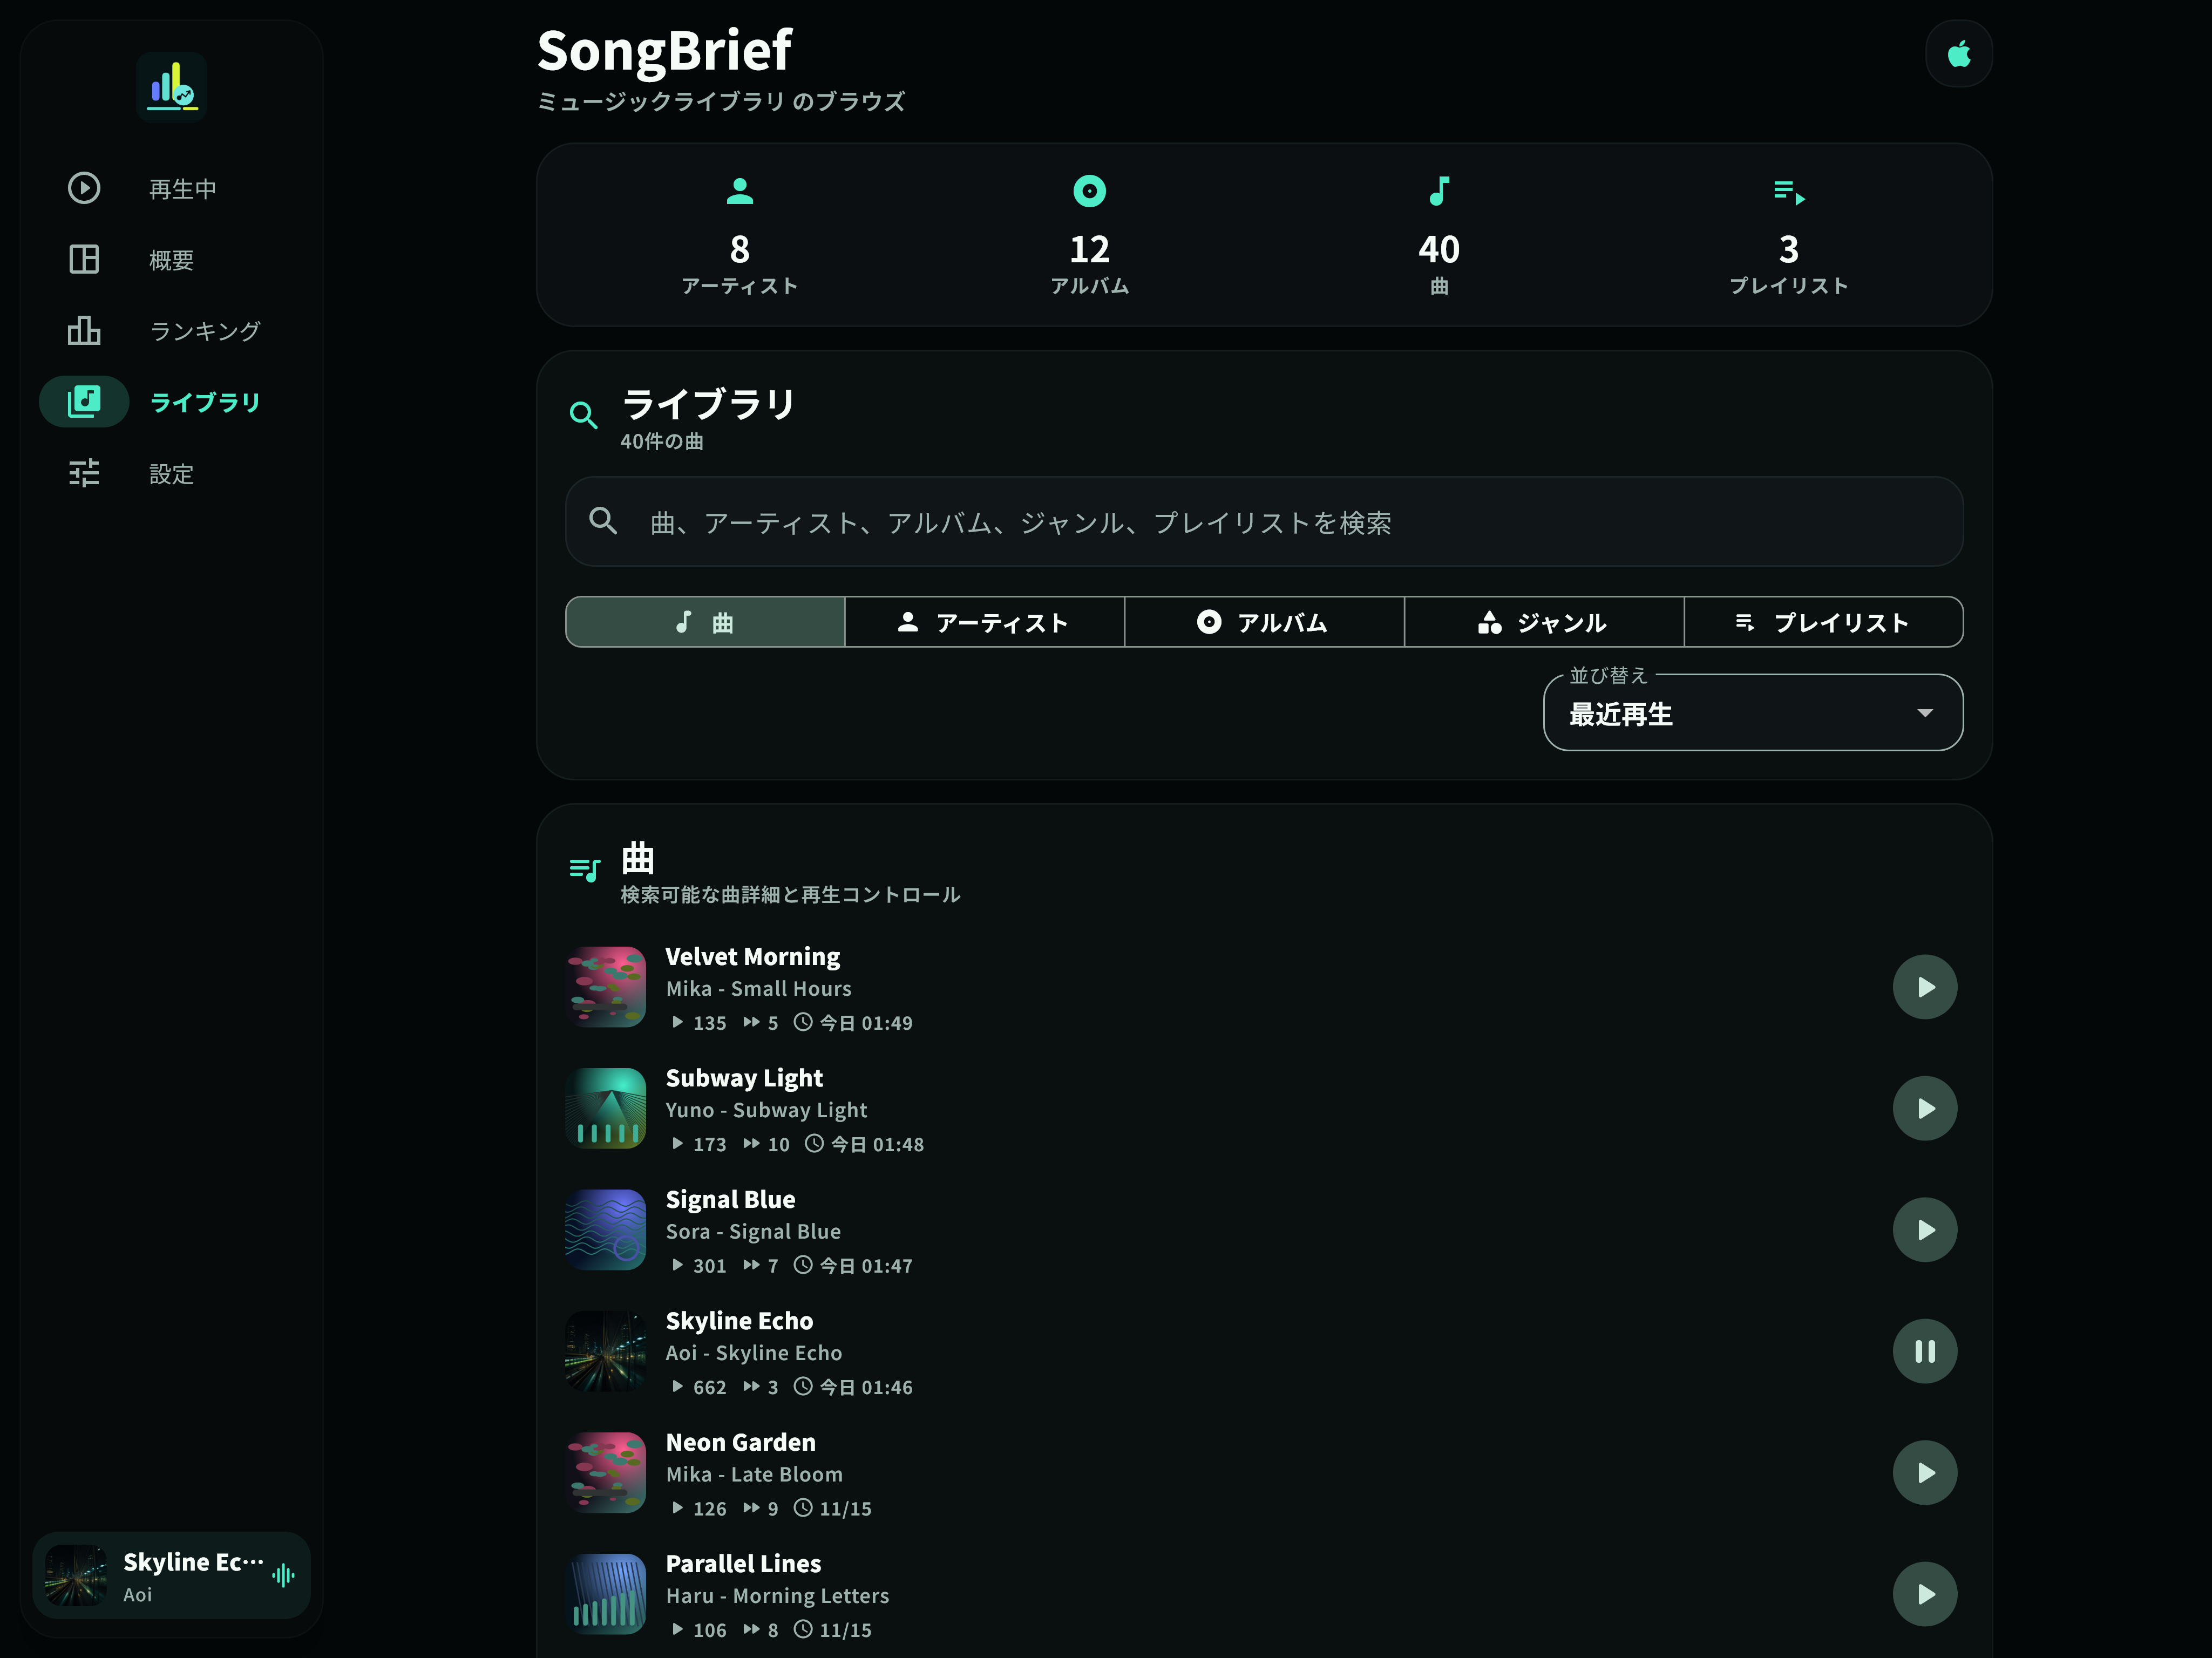 SongBrief
ミュージックライブラリ のブラウズ
再生中
概要
ランキング
ライブラリ
設定
8
アーティスト
12
アルバム
40
曲
3
プレイリスト
ライブラリ
40件の曲
曲、アーティスト、アルバム、ジャンル、プレイリストを検索
曲
アーティスト
アルバム
ジャンル
プレイリスト
並び替え
最近再生
曲
検索可能な曲詳細と再生コントロール
Velvet Morning
Mika - Small Hours
135 5 今日 01:49
Subway Light
Yuno - Subway Light
173 10 今日 01:48
Signal Blue
Sora - Signal Blue
301 7 今日 01:47
Skyline Echo
Aoi - Skyline Echo
662 3 今日 01:46
Neon Garden
Mika - Late Bloom
126 9 11/15
Parallel Lines
Haru - Morning Letters
106 8 11/15
Skyline Ec…
Aoi